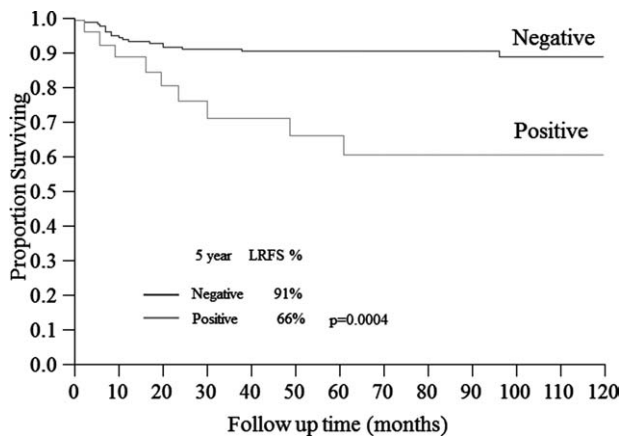 Proportion Surviving
1.0
0.9
0.8
0.7
0.6
0.5
0.4
0.3
0.2
0.1
0.0
Negative
Positive
5 year LRFS %
Negative 91%
Positive 66% p=0.0004
0 10 20 30 40 50 60 70 80 90 100 110 120
Follow up time (months)